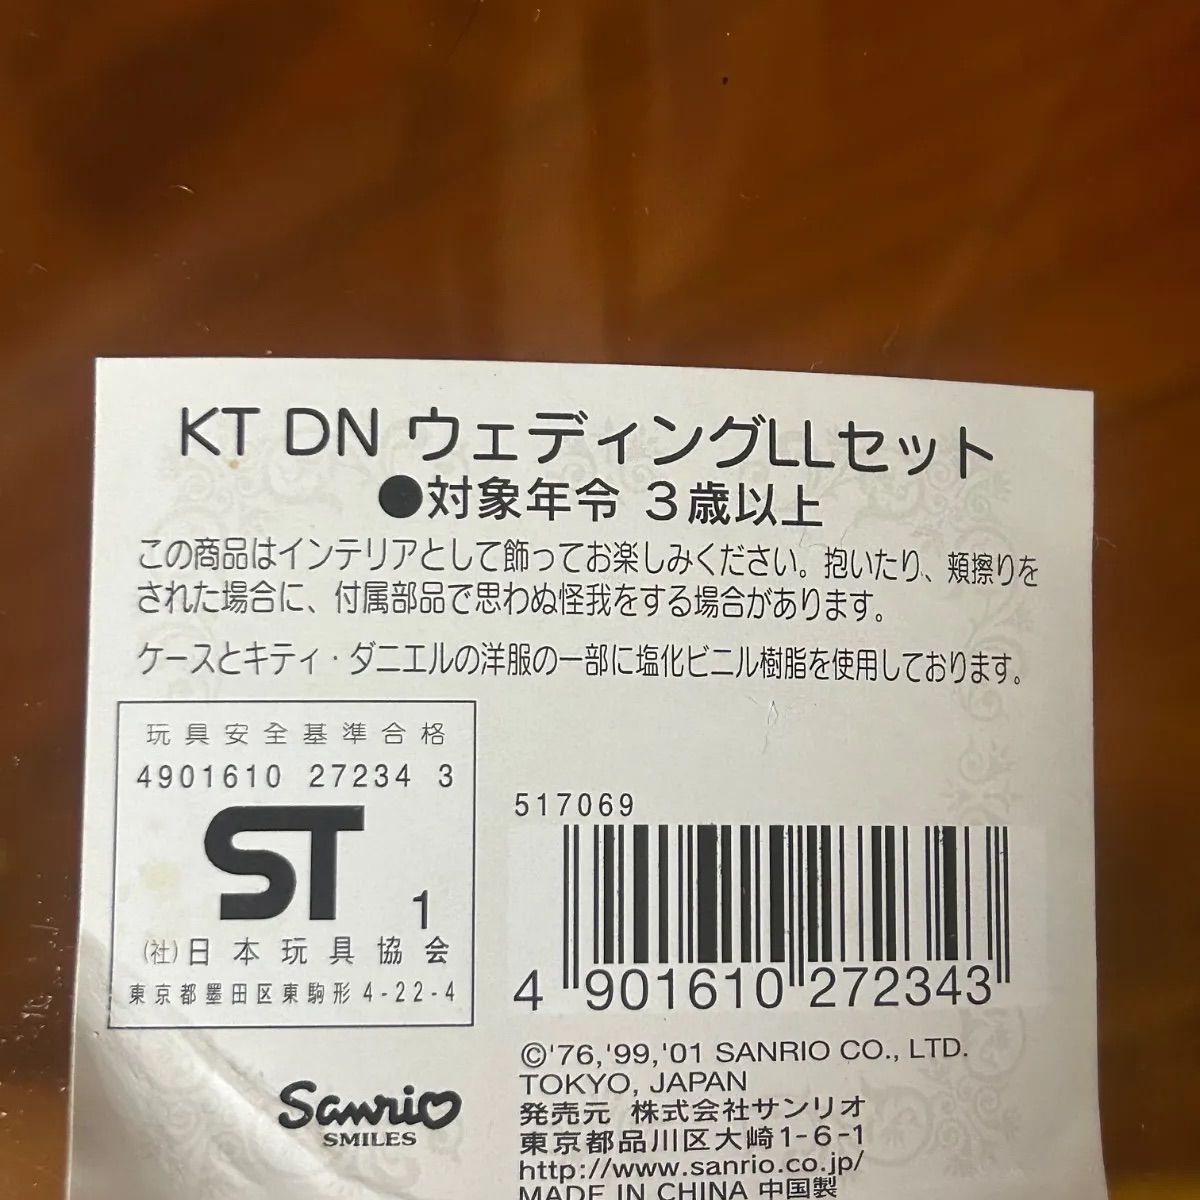 KT DN ウェディングLLセット
●対象年令 3歳以上
この商品はインテリアとして飾ってお楽しみください。抱いたり、頬擦りを
された場合に、付属部品で思わぬ怪我をする場合があります。
ケースとキティ・ダニエルの洋服の一部に塩化ビニル樹脂を使用しております。
玩具安全基準合格
4901610 27234 3
ST 1
(社)日本玩具協会
東京都墨田区東駒形4-22-4
517069
4 901610 272343
©'76,'99,'01 SANRIO CO., LTD.
TOKYO, JAPAN
発売元 株式会社サンリオ
東京都品川区大崎1-6-1
http://www.sanrio.co.jp/
MADE IN CHINA 中国製
Sanrio
SMILES